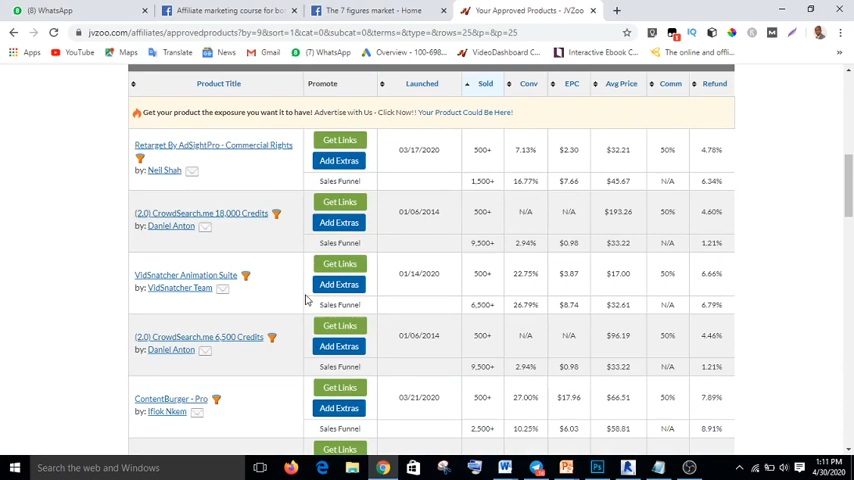 (8) WhatsApp
Affiliate marketing course for bo
The 7 figures market - Home
Your Approved Products - JVZoo
jvzoo.com/affiliates/approvedproducts?by=9&sort=1&cat=0&subcat=0&terms=&type=&rows=25&p=&p=25
Apps YouTube Maps Translate News Gmail (7) WhatsApp Overview - 100-698... VideoDashboard C... Interactive Ebook C... The online and offli...
Product Title Promote Launched Sold Conv EPC Avg Price Comm Refund
Get your product the exposure you want it to have! Advertise with Us - Click Now!! Your Product Could Be Here!
Retarget By AdSightPro - Commercial Rights
by: Neil Shah
Get Links
Add Extras
03/17/2020 500+ 7.13% $2.30 $32.21 50% 4.78%
Sales Funnel 1,500+ 16.77% $7.66 $45.67 N/A 6.34%
(2.0) CrowdSearch.me 18,000 Credits
by: Daniel Anton
Get Links
Add Extras
01/06/2014 500+ N/A N/A $193.26 50% 4.60%
Sales Funnel 9,500+ 2.94% $0.98 $33.22 N/A 1.21%
VidSnatcher Animation Suite
by: VidSnatcher Team
Get Links
Add Extras
01/14/2020 500+ 22.75% $3.87 $17.00 50% 6.66%
Sales Funnel 6,500+ 26.79% $8.74 $32.61 N/A 6.79%
(2.0) CrowdSearch.me 6,500 Credits
by: Daniel Anton
Get Links
Add Extras
01/06/2014 500+ N/A N/A $96.19 50% 4.46%
Sales Funnel 9,500+ 2.94% $0.98 $33.22 N/A 1.21%
ContentBurger - Pro
by: Ifiok Nkem
Get Links
Add Extras
03/21/2020 500+ 27.00% $17.96 $66.51 50% 7.89%
Sales Funnel 2,500+ 10.25% $6.03 $58.81 N/A 8.91%
Get Links
Search the web and Windows
1:11 PM
4/30/2020